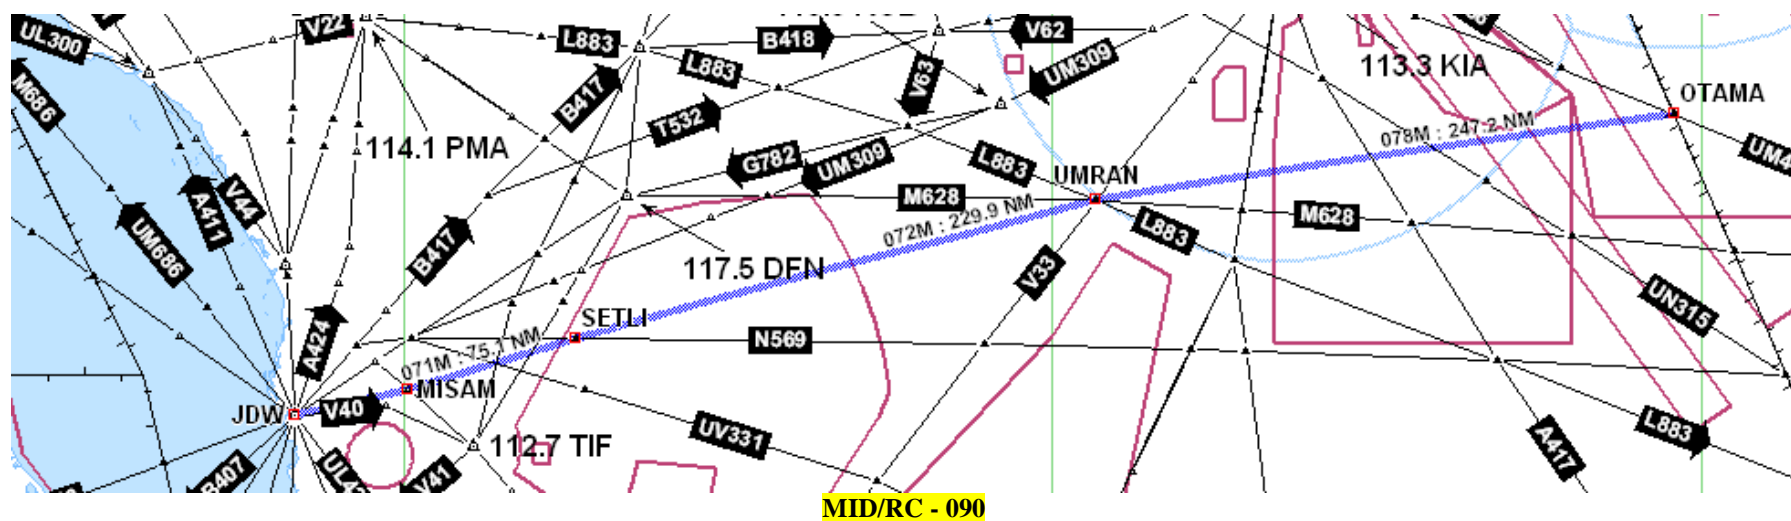 UL300
V22
L883
B418
V62
UM309
113.3 KIA
OTAMA
M686
B417
L883
V63
T532
078M : 247.2 NM
114.1 PMA
G782
UM309
L883
UMRAN
UM4
A411
V44
M628
M628
UM686
B417
072M : 229.9 NM
L883
117.5 DFN
V33
UN315
SETLI
A424
071M : 75.1 NM
N569
MISAM
JDW
V40
112.7 TIF
UV331
L883
A417
B407
UL42
V41
MID/RC - 090